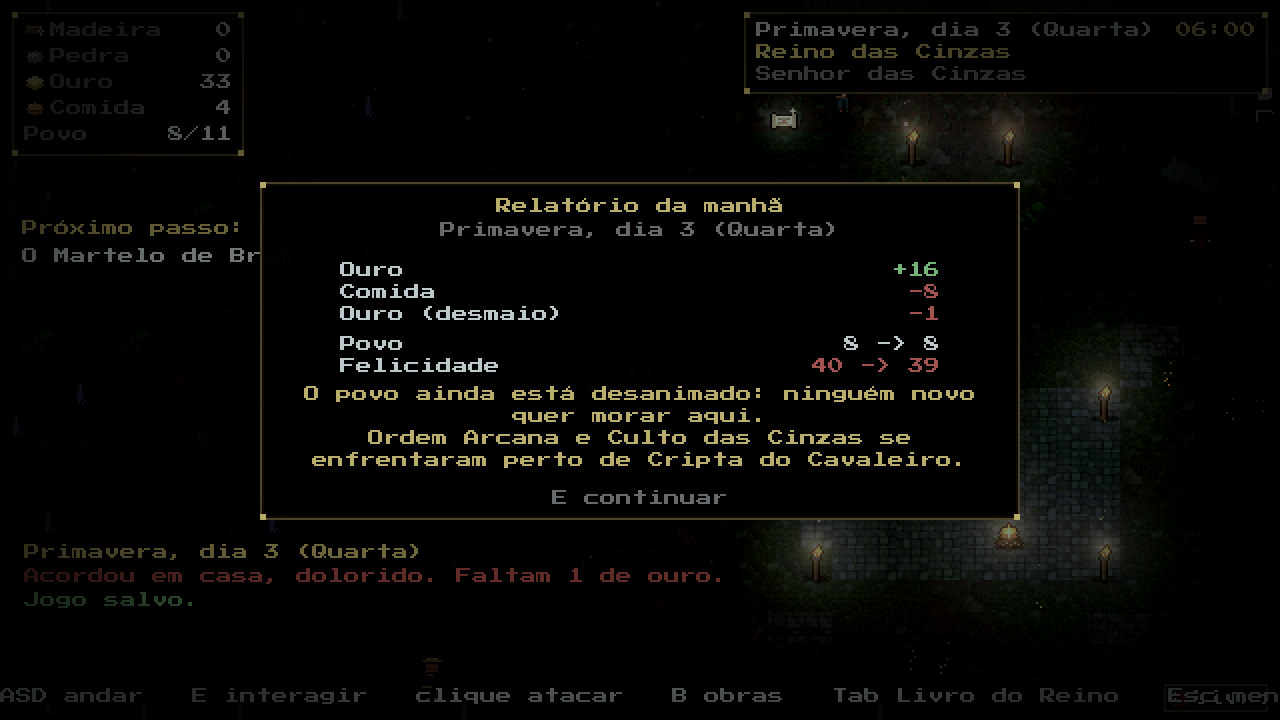 Madeira 0
Pedra 0
Ouro 33
Comida 4
Povo 8/11
Primavera, dia 3 (Quarta) 06:00
Reino das Cinzas
Senhor das Cinzas
Próximo passo:
O Martelo de Br
Relatório da manhã
Primavera, dia 3 (Quarta)
Ouro +16
Comida -8
Ouro (desmaio) -1
Povo 8 -> 8
Felicidade 40 -> 39
O povo ainda está desanimado: ninguém novo
quer morar aqui.
Ordem Arcana e Culto das Cinzas se
enfrentaram perto de Cripta do Cavaleiro.
E continuar
Primavera, dia 3 (Quarta)
Acordou em casa, dolorido. Faltam 1 de ouro.
Jogo salvo.
ASD andar E interagir clique atacar B obras Tab Livro do Reino